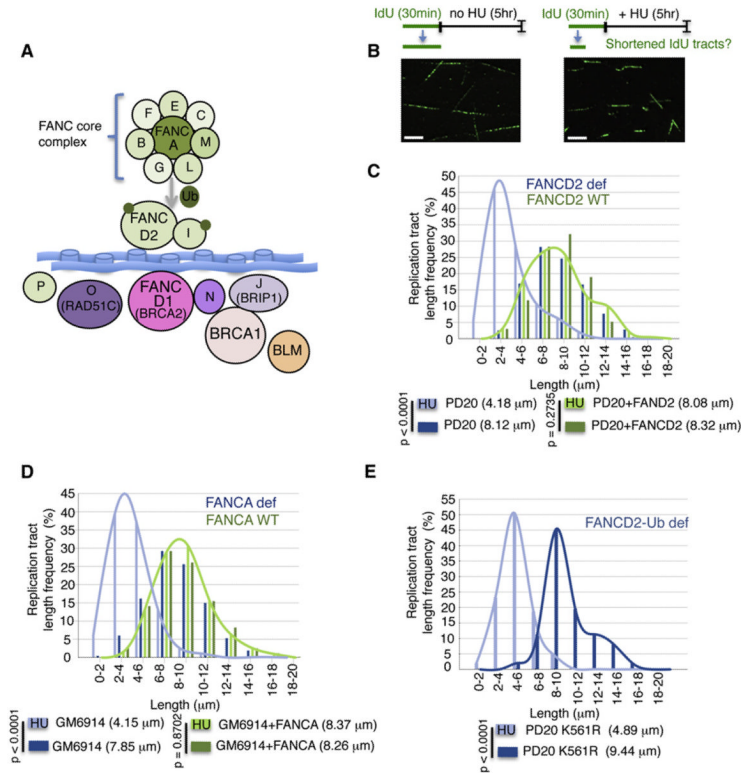 IdU (30min) no HU (5hr)
IdU (30min) + HU (5hr)
Shortened IdU tracts?
B
A
FANC core
complex
F
E
C
B
FANC
A
M
G
L
Ub
FANC
D2
I
P
O
(RAD51C)
FANC
D1
(BRCA2)
N
J
(BRIP1)
BRCA1
BLM
C
Replication tract
length frequency (%)
50
45
40
35
30
25
20
15
10
5
0
FANCD2 def
FANCD2 WT
0-2
2-4
4-6
6-8
8-10
10-12
12-14
14-16
16-18
18-20
Length (μm)
p < 0.0001
HU PD20 (4.18 μm)
PD20 (8.12 μm)
p = 0.2735
HU PD20+FAND2 (8.08 μm)
PD20+FANCD2 (8.32 μm)
D
Replication tract
length frequency (%)
45
40
35
30
25
20
15
10
5
0
FANCA def
FANCA WT
0-2
2-4
4-6
6-8
8-10
10-12
12-14
14-16
16-18
18-20
Length (μm)
p < 0.00001
HU GM6914 (4.15 μm)
GM6914 (7.85 μm)
p = 0.8702
HU GM6914+FANCA (8.37 μm)
GM6914+FANCA (8.26 μm)
E
Replication tract
length frequency (%)
55
50
45
40
35
30
25
20
15
10
5
0
FANCD2-Ub def
0-2
2-4
4-6
6-8
8-10
10-12
12-14
14-16
16-18
18-20
Length (μm)
p < 0.0001
HU PD20 K561R (4.89 μm)
PD20 K561R (9.44 μm)